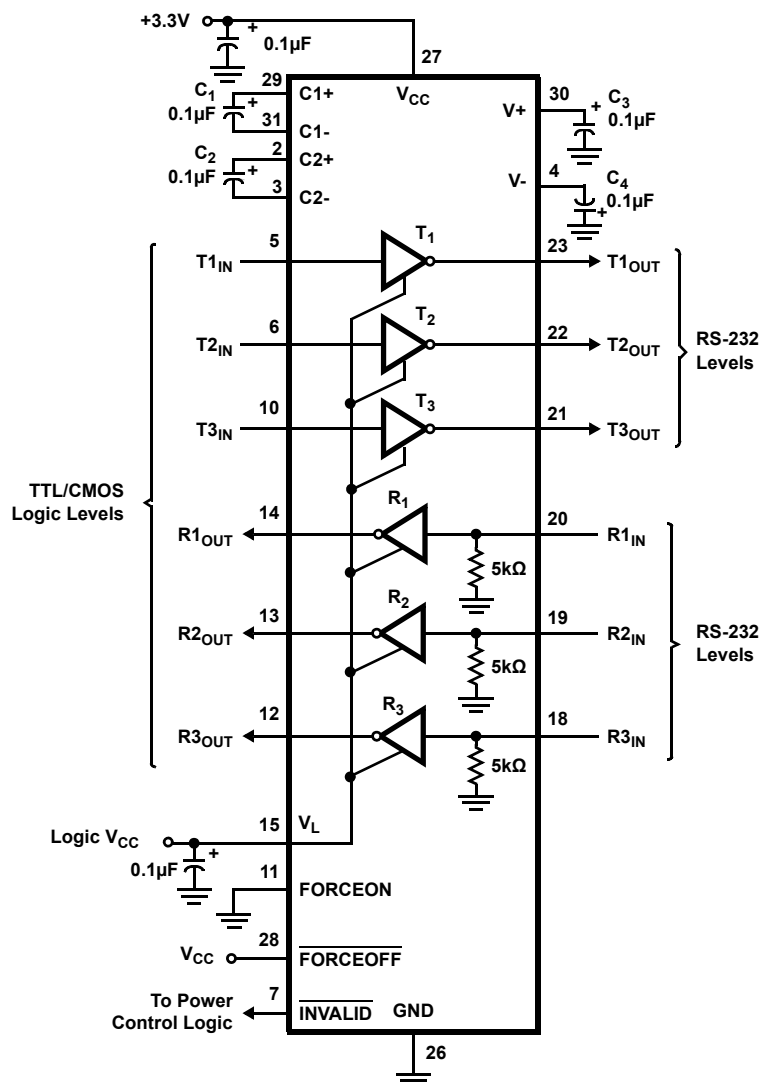 +3.3V
+
0.1µF
27
29
C1+
VCC
30
C1
+
0.1µF
31
C1-
V+
+
C3
0.1µF
2
C2+
C2
+
0.1µF
3
C2-
4
V-
C4
0.1µF
+
5
T1
23
T1IN
T1OUT
6
T2
22
T2IN
T2OUT
RS-232
Levels
10
T3
21
T3IN
T3OUT
TTL/CMOS
Logic Levels
14
R1
20
R1OUT
R1IN
5kΩ
13
R2
19
R2OUT
R2IN
5kΩ
RS-232
Levels
12
R3
18
R3OUT
R3IN
5kΩ
Logic VCC
15
VL
+
0.1µF
11
FORCEON
28
VCC
FORCEOFF
7
To Power
Control Logic
INVALID
GND
26